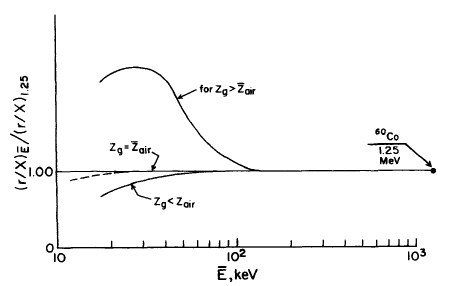 (r/X)Ē/(r/X)1.25
for Zg > Z̄air
Zg = Z̄air
1.00
Zg < Zair
60Co
1.25
MeV
0
10
10²
10³
Ē, keV